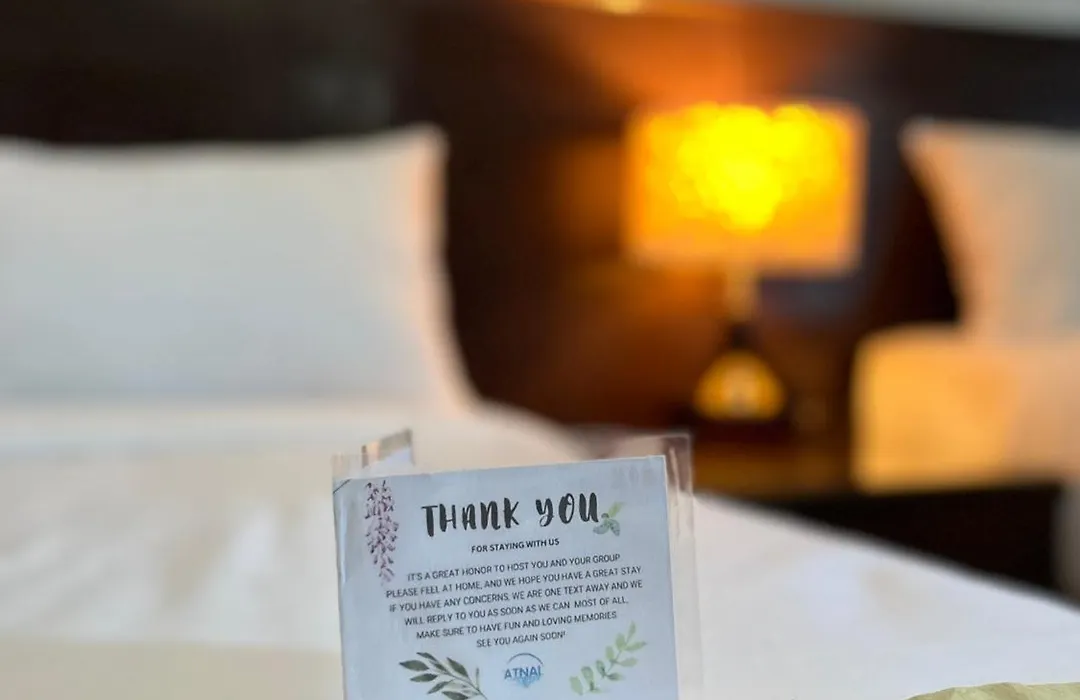 THANK YOU
FOR STAYING WITH US
IT'S A GREAT HONOR TO HOST YOU AND YOUR GROUP
PLEASE FEEL AT HOME, AND WE HOPE YOU HAVE A GREAT STAY
IF YOU HAVE ANY CONCERNS, WE ARE ONE TEXT AWAY AND WE
WILL REPLY TO YOU AS SOON AS WE CAN. MOST OF ALL,
MAKE SURE TO HAVE FUN AND LOVING MEMORIES
SEE YOU AGAIN SOON!
ATNAI